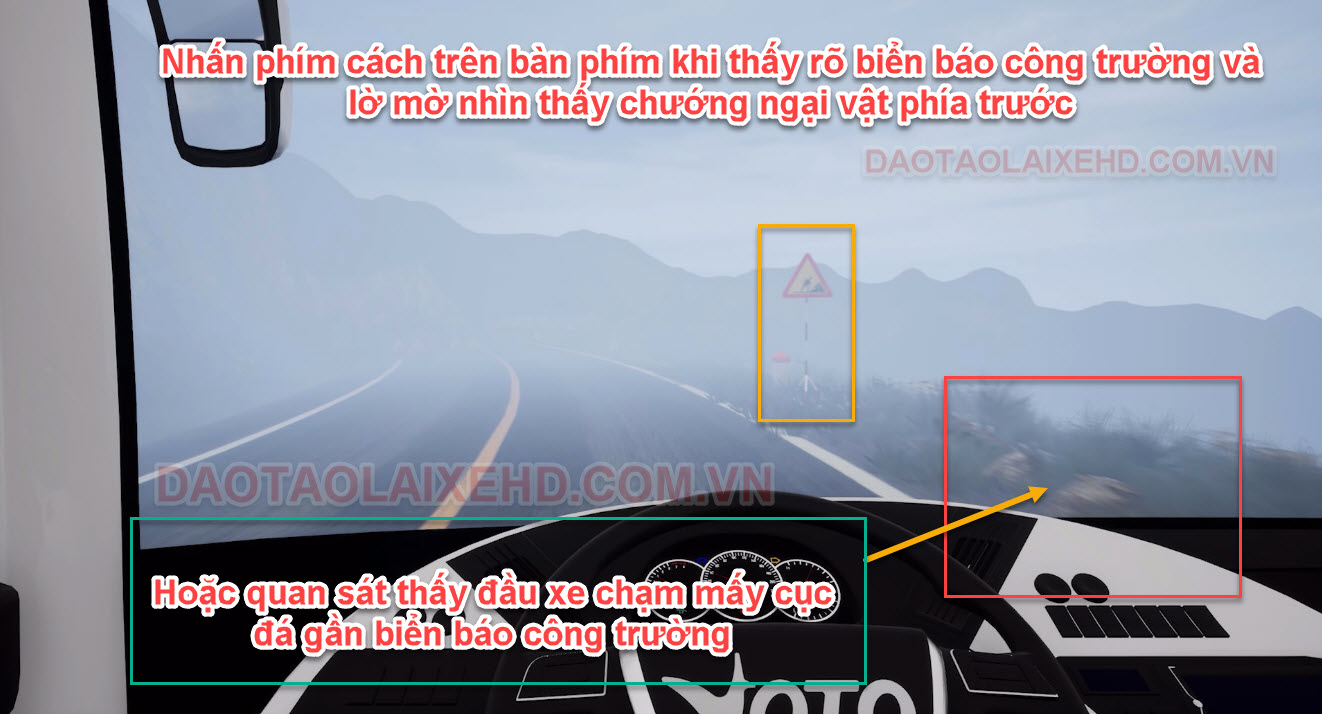 Nhấn phím cách trên bàn phím khi thấy rõ biển báo công trường và
lờ mờ nhìn thấy chướng ngại vật phía trước
DAOTAOLAIXEHD.COM.VN
DAOTAOLAIXEHD.COM.VN
Hoặc quan sát thấy đầu xe chạm mấy cục
đá gần biển báo công trường
OTO